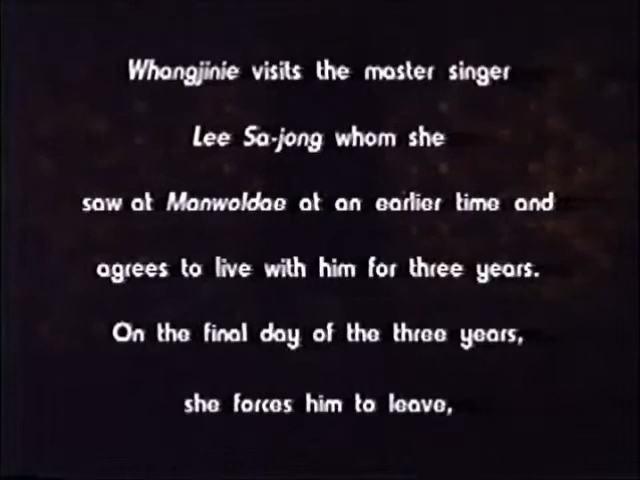 Whangjinie visits the master singer
Lee Sa-jong whom she
saw at Manwoldae at an earlier time and
agrees to live with him for three years.
On the final day of the three years,
she forces him to leave,